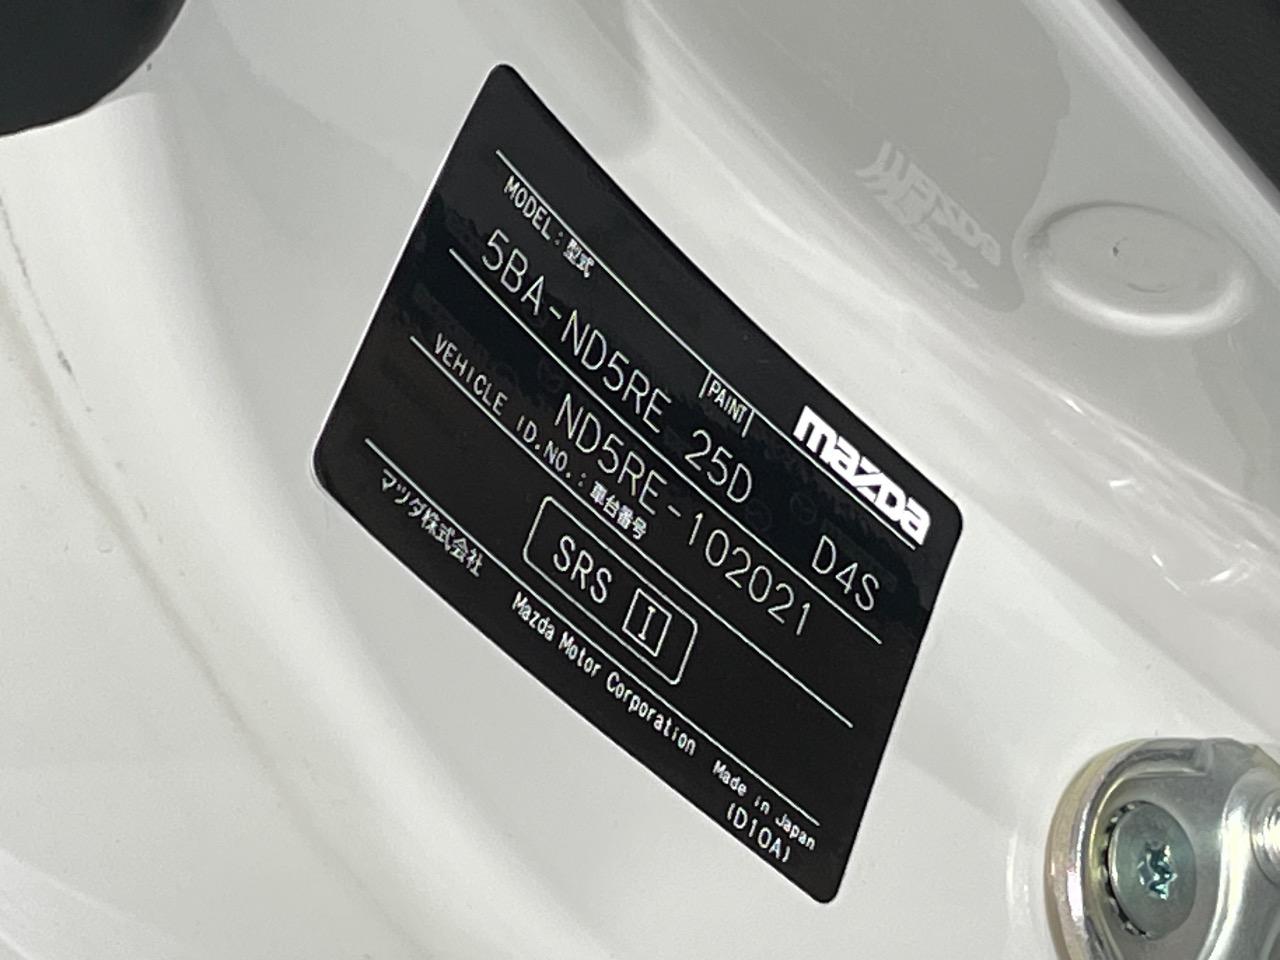 mazda
MODEL: 型式
PAINT
5BA-ND5RE 25D D4S
ND5RE-102021
VEHICLE ID.NO.: 車台番号
SRS I
マツダ株式会社 Mazda Motor Corporation Made in Japan
(D10A)